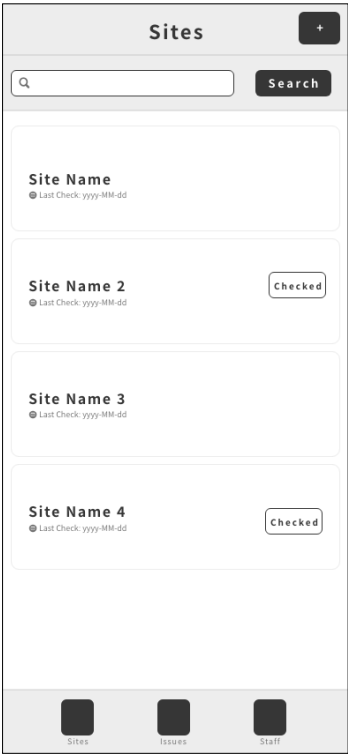 Sites
+
Search
Site Name
Last Check: yyyy-MM-dd
Site Name 2
Last Check: yyyy-MM-dd
Checked
Site Name 3
Last Check: yyyy-MM-dd
Site Name 4
Last Check: yyyy-MM-dd
Checked
Sites
Issues
Staff